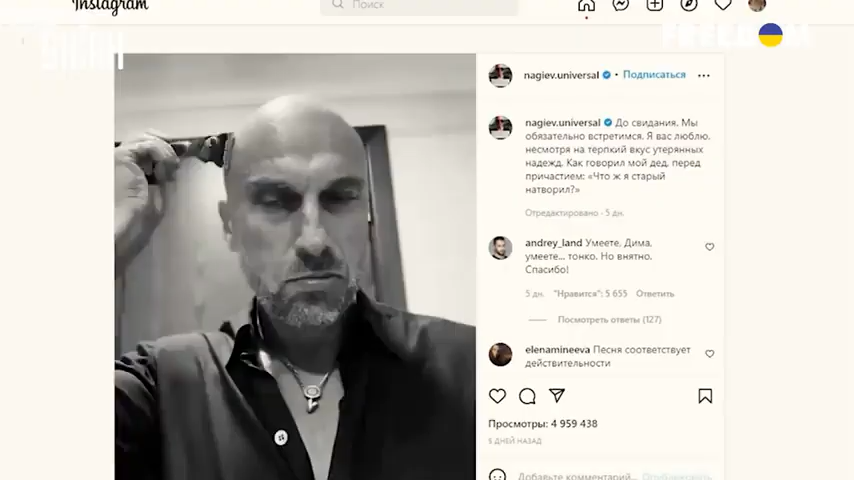 Instagram
Поиск
FREEDOM
nagiev.universal • Подписаться
nagiev.universal До свидания. Мы
обязательно встретимся. Я вас люблю,
несмотря на терпкий вкус утерянных
надежд. Как говорил мой дед, перед
причастием: «Что ж я старый
натворил?»
Отредактировано · 5 дн.
andrey_land Умеете, Дима,
умеете... тонко. Но внятно.
Спасибо!
5 дн. "Нравится": 5 655 Ответить
Посмотреть ответы (127)
elenamineeva Песня соответствует
действительности
Просмотры: 4 959 438
5 ДНЕЙ НАЗАД
Добавьте комментарий... Опубликовать